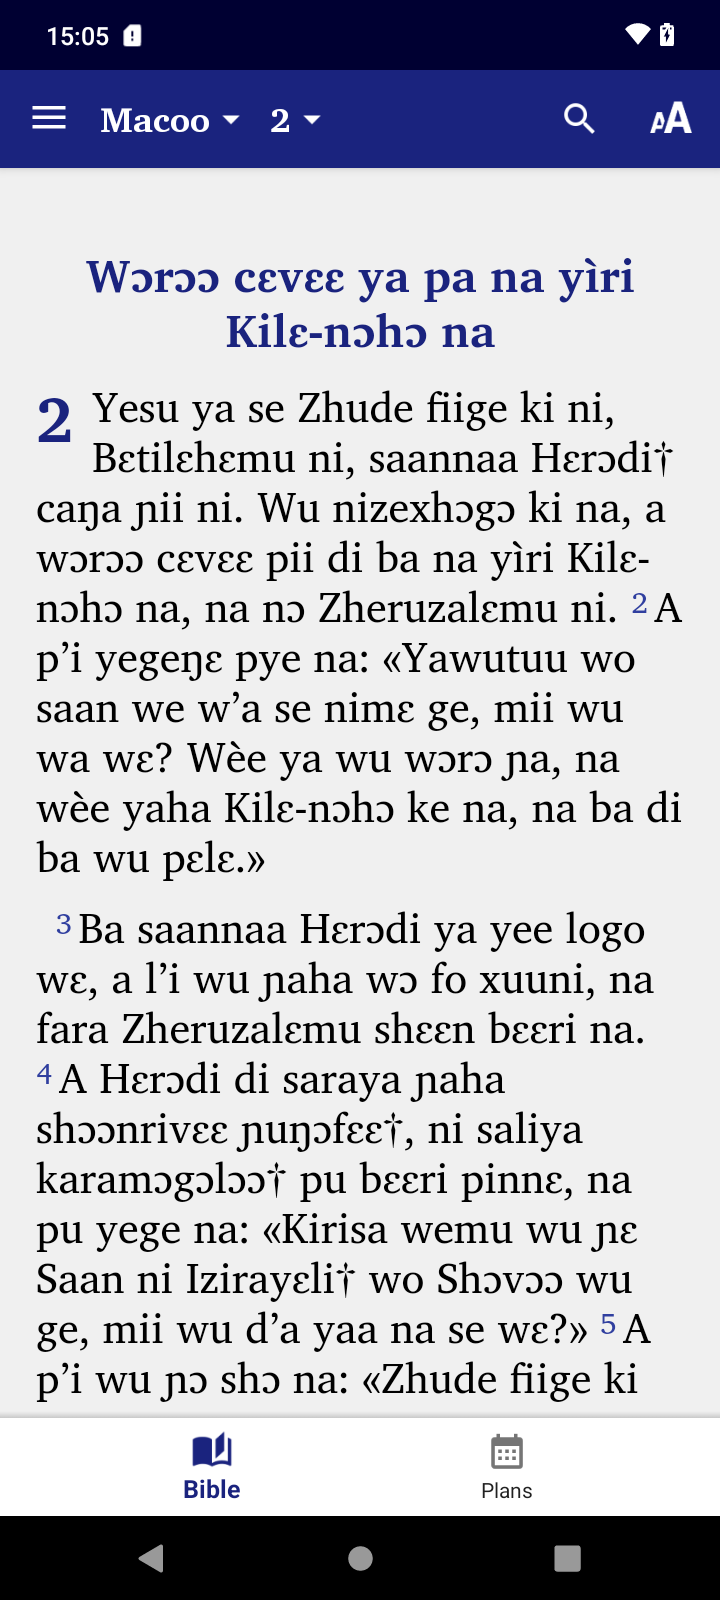 15:05
Macoo 2
Wɔrɔɔ cɛvɛɛ ya pa na yìri
Kilɛ-nɔhɔ na
2 Yesu ya se Zhude fiige ki ni,
Bɛtilɛhɛmu ni, saannaa Hɛrɔdi†
caŋa ɲii ni. Wu nizexhɔgɔ ki na, a
wɔrɔɔ cɛvɛɛ pii di ba na yìri Kilɛ-
nɔhɔ na, na nɔ Zheruzalɛmu ni. 2 A
p’i yegeŋɛ pye na: «Yawutuu wo
saan we w’a se nimɛ ge, mii wu
wa wɛ? Wèe ya wu wɔrɔ ɲa, na
wèe yaha Kilɛ-nɔhɔ ke na, na ba di
ba wu pɛlɛ.»
3 Ba saannaa Hɛrɔdi ya yee logo
wɛ, a l’i wu ɲaha wɔ fo xuuni, na
fara Zheruzalɛmu shɛɛn bɛɛri na.
4 A Hɛrɔdi di saraya ɲaha
shɔɔnrivɛɛ ɲuŋɔfɛɛ†, ni saliya
karamɔgɔlɔɔ† pu bɛɛri pinnɛ, na
pu yege na: «Kirisa wemu wu ɲɛ
Saan ni Izirayɛli† wo Shɔvɔɔ wu
ge, mii wu d’a yaa na se wɛ?» 5 A
p’i wu ɲɔ shɔ na: «Zhude fiige ki
Bible
Plans